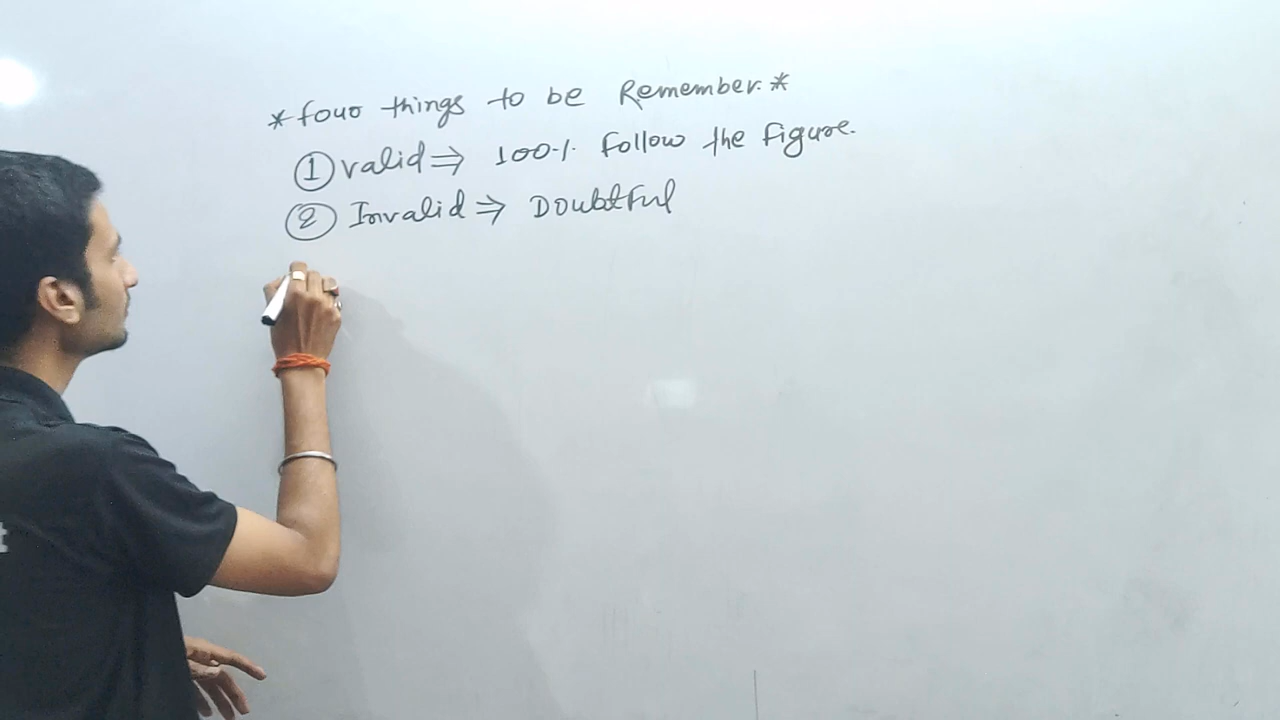 *four things to be Remember.*
① valid ⇒ 100% Follow the figure.
② Invalid ⇒ Doubtful